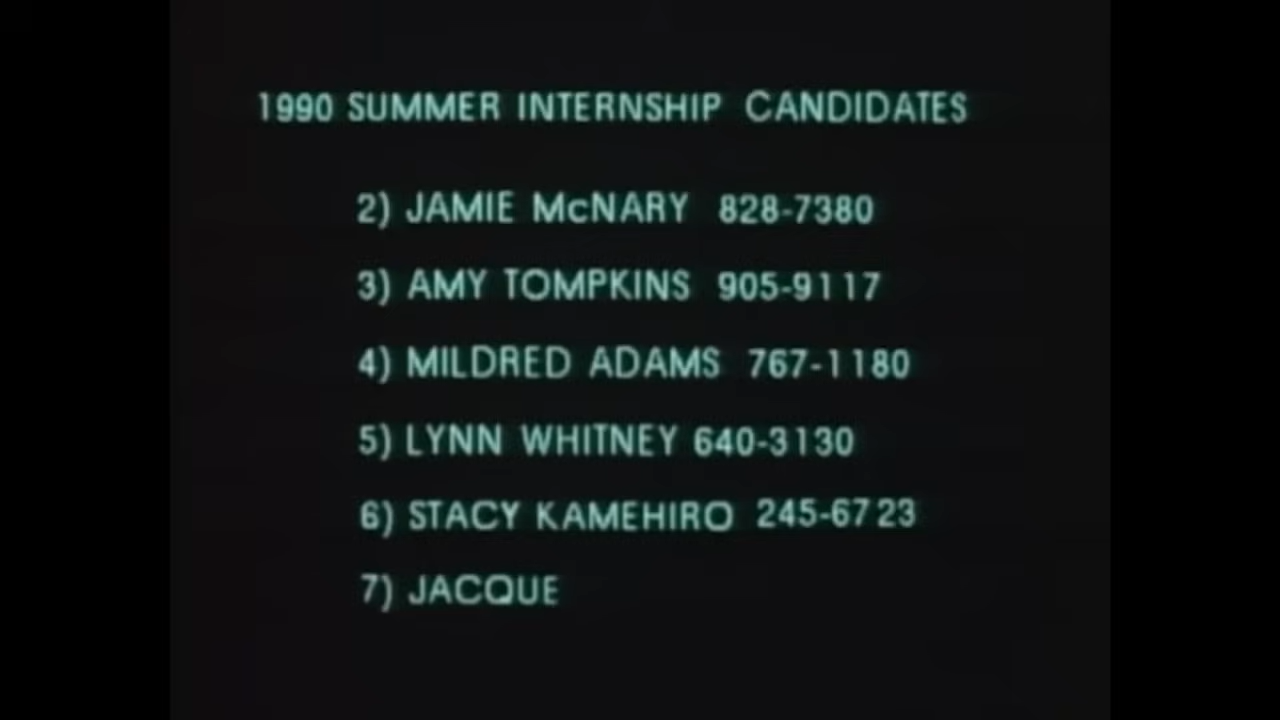 1990 SUMMER INTERNSHIP CANDIDATES
2) JAMIE McNARY 828-7380
3) AMY TOMPKINS 905-9117
4) MILDRED ADAMS 767-1180
5) LYNN WHITNEY 640-3130
6) STACY KAMEHIRO 245-6723
7) JACQUE